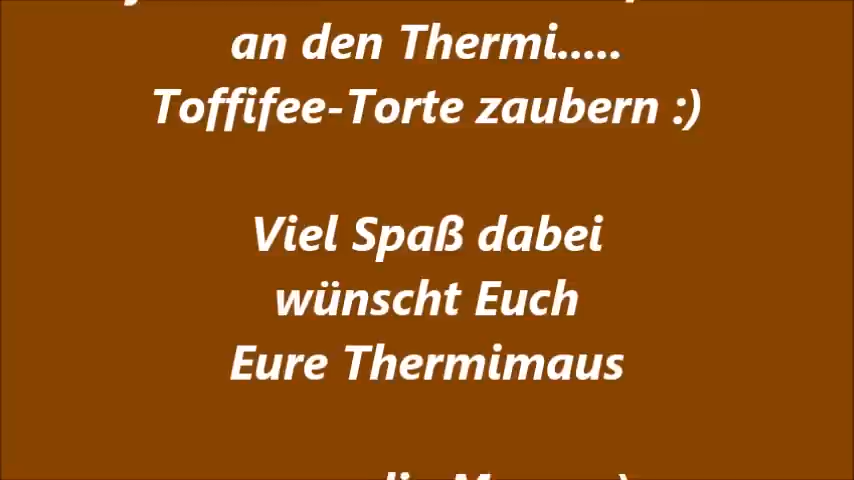 an den Thermi.....
Toffifee-Torte zaubern :)
Viel Spaß dabei
wünscht Euch
Eure Thermimaus